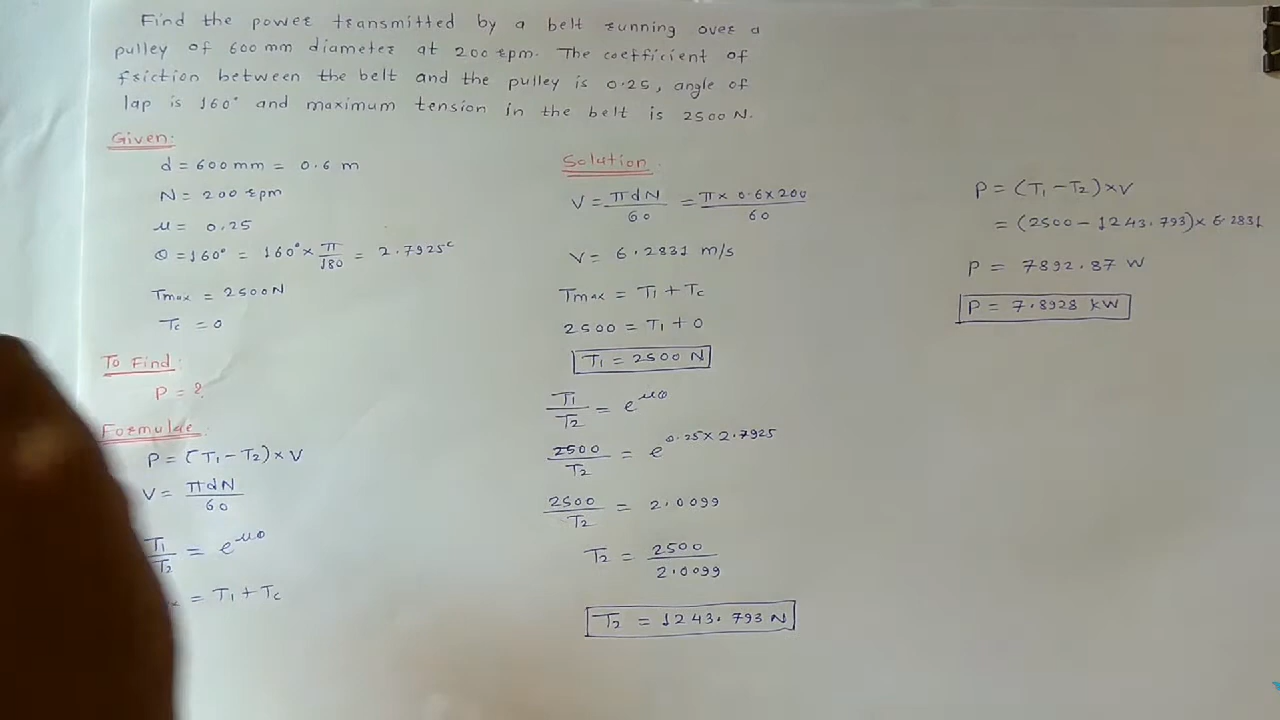 Find the power transmitted by a belt running over a
pulley of 600 mm diameter at 200 rpm. The coefficient of
friction between the belt and the pulley is 0.25, angle of
lap is 160° and maximum tension in the belt is 2500 N.
Given:
d = 600 mm = 0.6 m
N = 200 rpm
μ = 0.25
θ = 160° = 160° × π/180 = 2.7925ᶜ
Tmax = 2500N
Tc = 0
To Find:
P = ?
Formulae:
P = (T1 - T2) × V
V = πdN/60
T1/T2 = e^μθ
x = T1 + Tc
Solution:
V = πdN/60 = π × 0.6 × 200/60
V = 6.2831 m/s
Tmax = T1 + Tc
2500 = T1 + 0
T1 = 2500 N
T1/T2 = e^μθ
2500/T2 = e^0.25 × 2.7925
2500/T2 = 2.0099
T2 = 2500/2.0099
T2 = 1243.793 N
P = (T1 - T2) × V
= (2500 - 1243.793) × 6.2831
P = 7892.87 W
P = 7.8928 kW